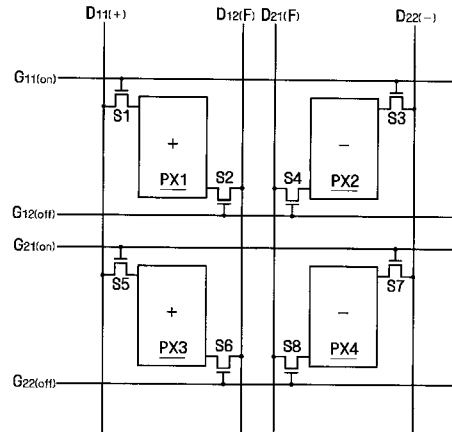 D11(+) D12(F) D21(F) D22(-)
G11(on)
S1 S3
+ -
PX1 S2 S4 PX2
G12(off)
G21(on)
S5 S7
+ -
PX3 S6 S8 PX4
G22(off)